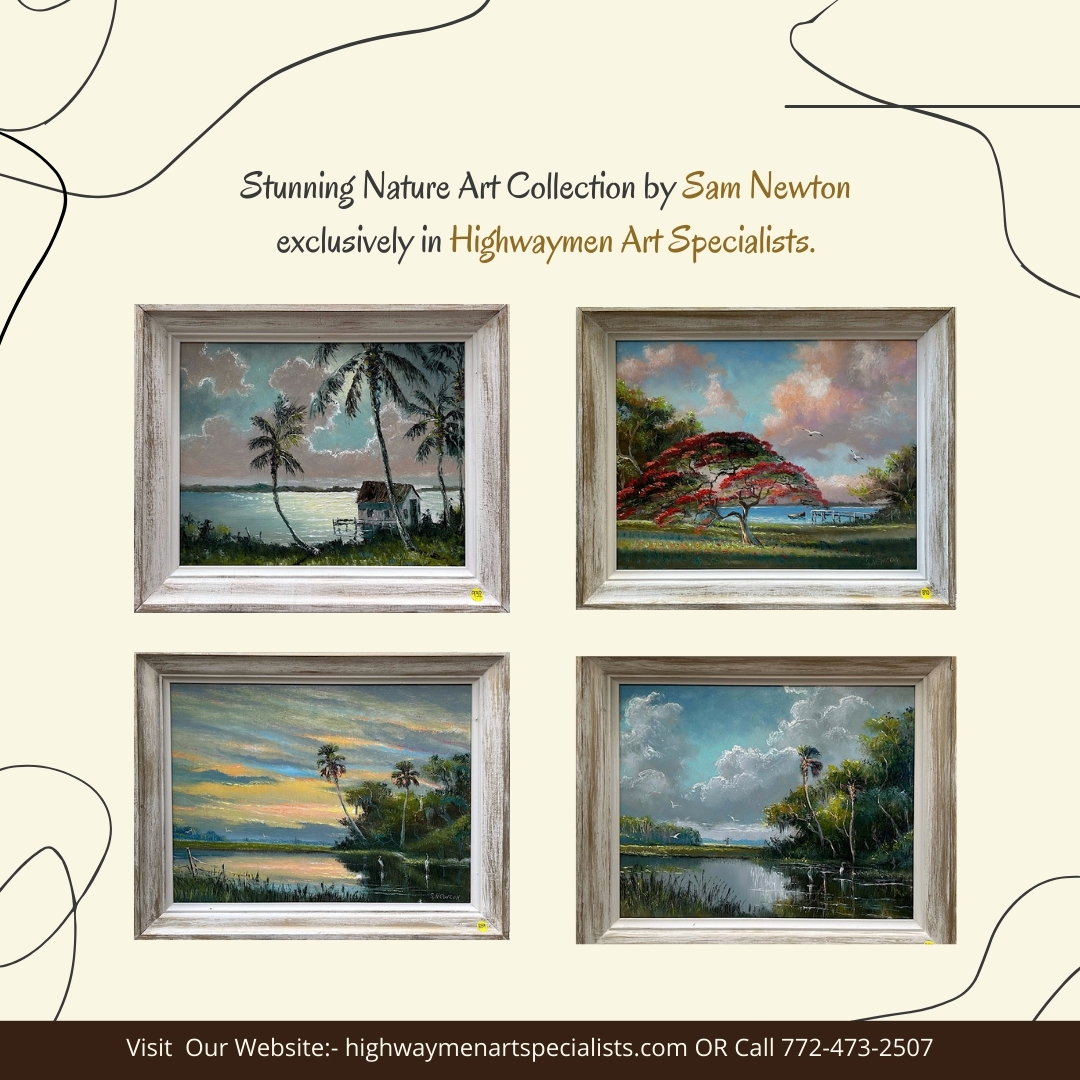 Stunning Nature Art Collection by Sam Newton
exclusively in Highwaymen Art Specialists.
S. NEWTON
Visit Our Website:- highwaymenartspecialists.com OR Call 772-473-2507